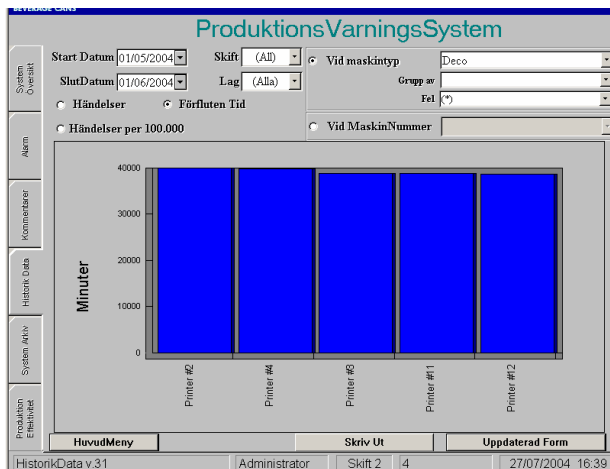 BEVERAGE CANS
ProduktionsVarningsSystem
System Oversikt
Alarm
Kommentarer
Historik Data
System Arkiv
Produktion Effektivitet
Start Datum 01/05/2004 Skift (All)
SlutDatum 01/06/2004 Lag (Alla)
Händelser Förfluten Tid
Händelser per 100.000
Vid maskintyp Deco
Grupp av
Fel (*)
Vid MaskinNummer
Minuter
40000
30000
20000
10000
0
Printer #2
Printer #4
Printer #3
Printer #11
Printer #12
HuvudMeny Skriv Ut Uppdaterad Form
HistorikData v.31 Administrator Skift 2 4 27/07/2004 16:39